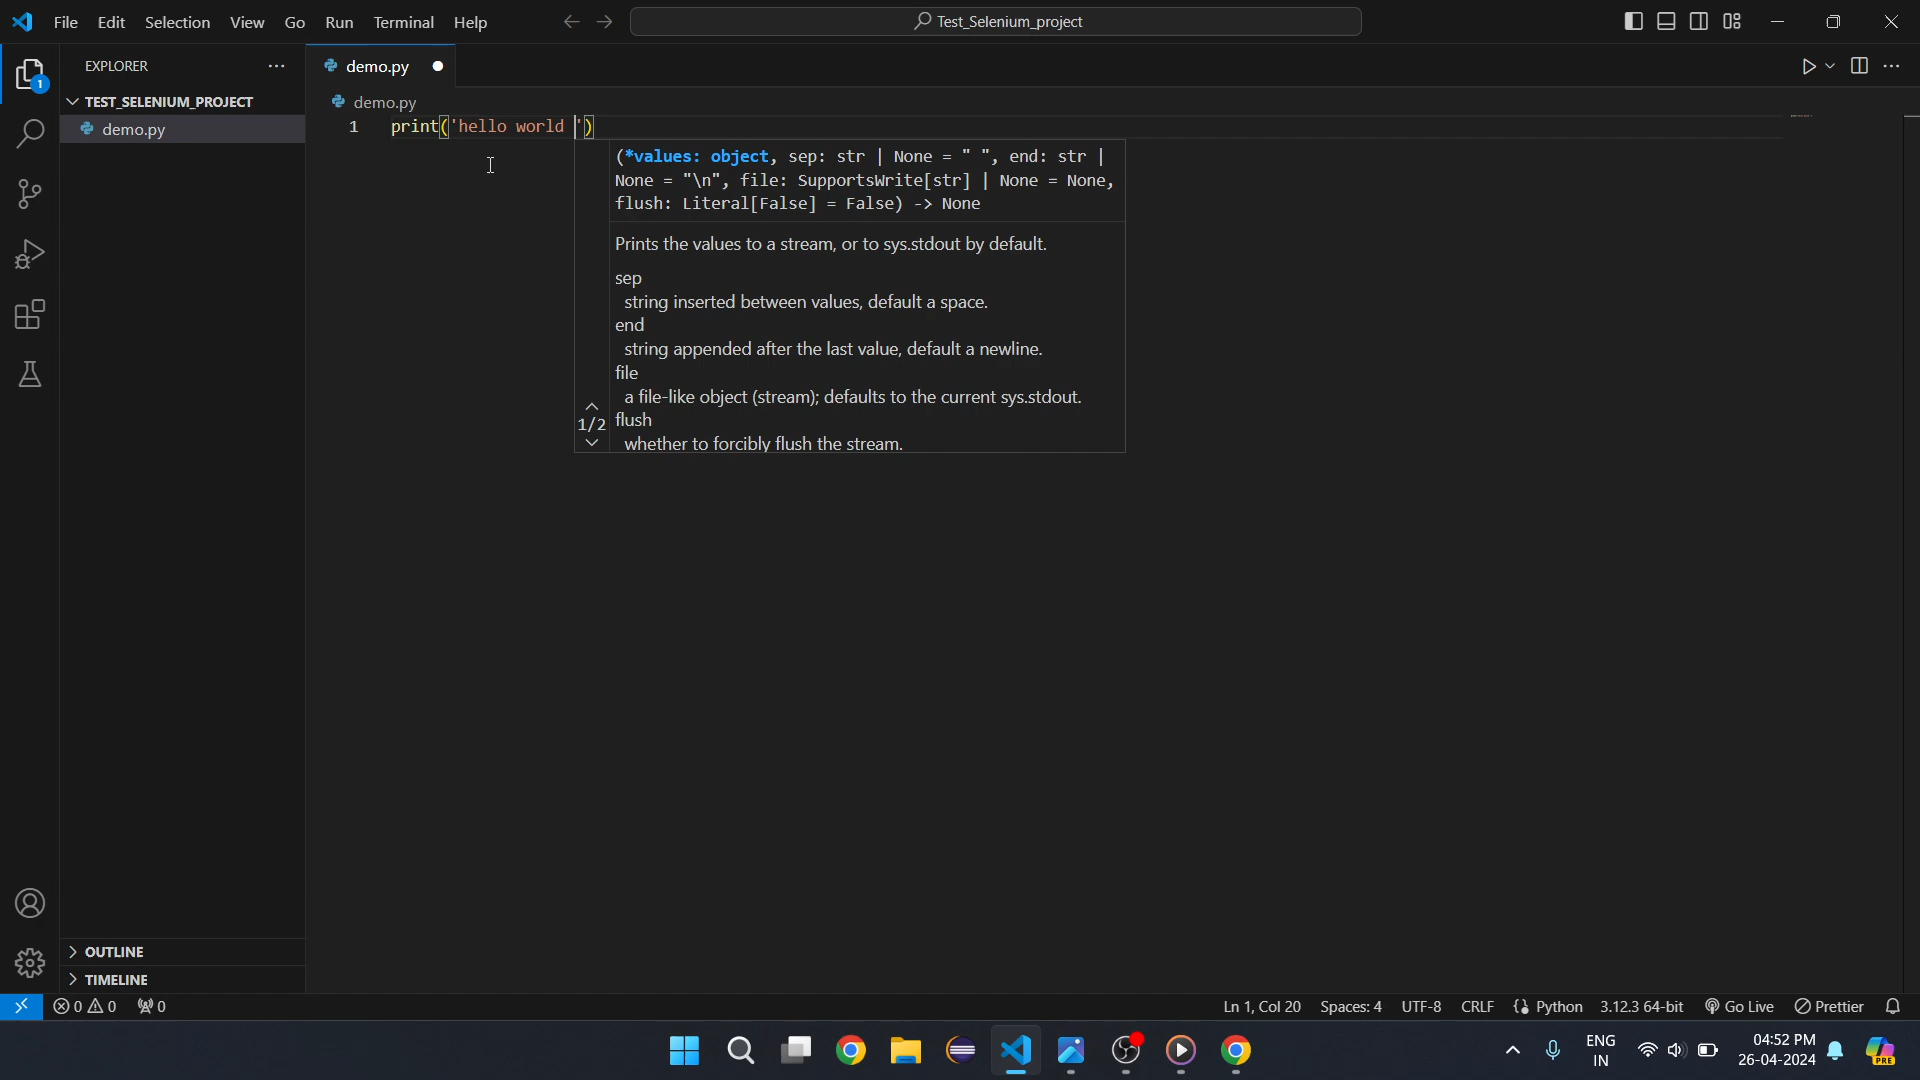 File Edit Selection View Go Run Terminal Help
Test_Selenium_project
1
EXPLORER
TEST_SELENIUM_PROJECT
demo.py
OUTLINE
TIMELINE
demo.py
demo.py
1 print('hello world ')
(*values: object, sep: str | None = " ", end: str |
None = "\n", file: SupportsWrite[str] | None = None,
flush: Literal[False] = False) -> None
Prints the values to a stream, or to sys.stdout by default.
sep
string inserted between values, default a space.
end
string appended after the last value, default a newline.
file
a file-like object (stream); defaults to the current sys.stdout.
flush
whether to forcibly flush the stream.
1/2
0 0 0 Ln 1, Col 20 Spaces: 4 UTF-8 CRLF Python 3.12.3 64-bit Go Live Prettier
ENG
IN
04:52 PM
26-04-2024
PRE